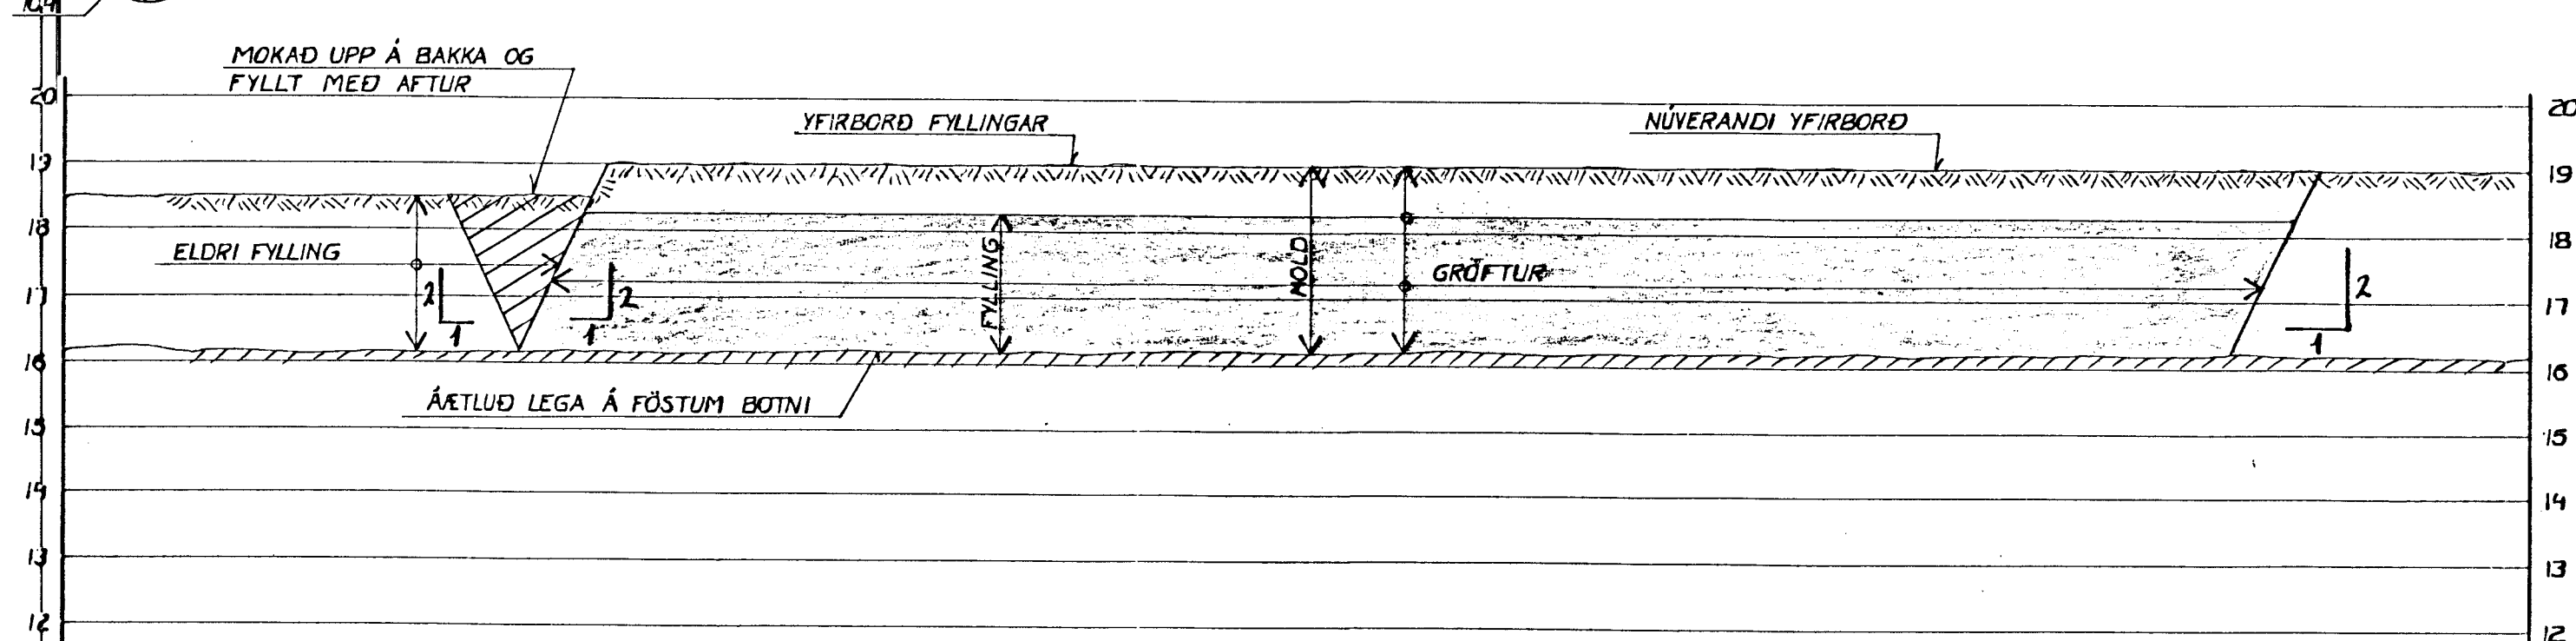 10,4
MOKAÐ UPP Á BAKKA OG
FYLLT MEÐ AFTUR
YFIRBORÐ FYLLINGAR
NÚVERANDI YFIRBORÐ
20
20
19
19
18
18
ELDRI FYLLING
2
1
2
1
FYLLING
MOLD
GRÖFTUR
2
1
17
17
16
16
ÁÆTLUÐ LEGA Á FÖSTUM BOTNI
15
15
14
14
13
13
12
12